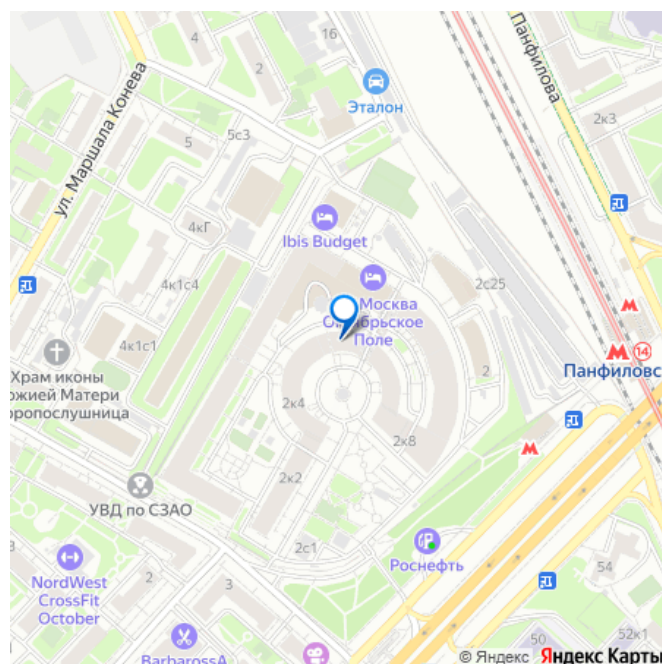 Панфилова
16
4
2
Эталон
2к3
ул. Маршала Конева
5с3
5
4кГ
Ibis Budget
4к1с4
2с25
Москва
Октябрьское
Поле
14
4к1с1
Панфиловс
Храм иконы
ожией Матери
оропослушница
2
2к4
2к8
2к2
УВД по СЗАО
2с1
Роснефть
NordWest
CrossFit
October
2
3
54
50
52к1
BarbarossA
© Яндекс Яндекс Карты